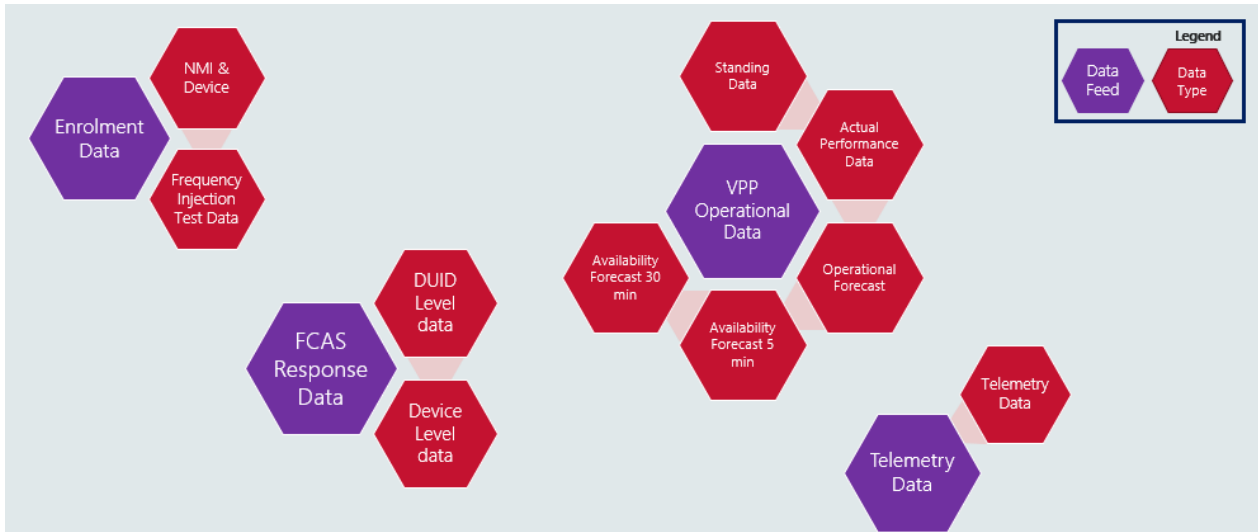 NMI &
Device
Enrolment
Data
Frequency
Injection
Test Data
DUID
Level
data
FCAS
Response
Data
Device
Level
data
Standing
Data
Actual
Performance
Data
VPP
Operational
Data
Availability
Forecast 30
min
Operational
Forecast
Availability
Forecast 5
min
Telemetry
Data
Telemetry
Data
Legend
Data
Feed
Data
Type